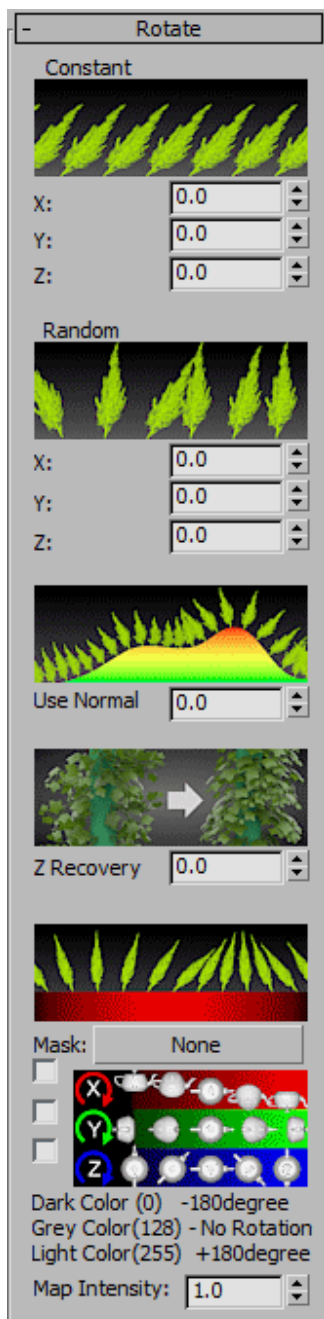 - Rotate
Constant
X: 0.0
Y: 0.0
Z: 0.0
Random
X: 0.0
Y: 0.0
Z: 0.0
Use Normal 0.0
Z Recovery 0.0
Mask: None
X
Y
Z
Dark Color (0) -180degree
Grey Color(128) - No Rotation
Light Color(255) +180degree
Map Intensity: 1.0